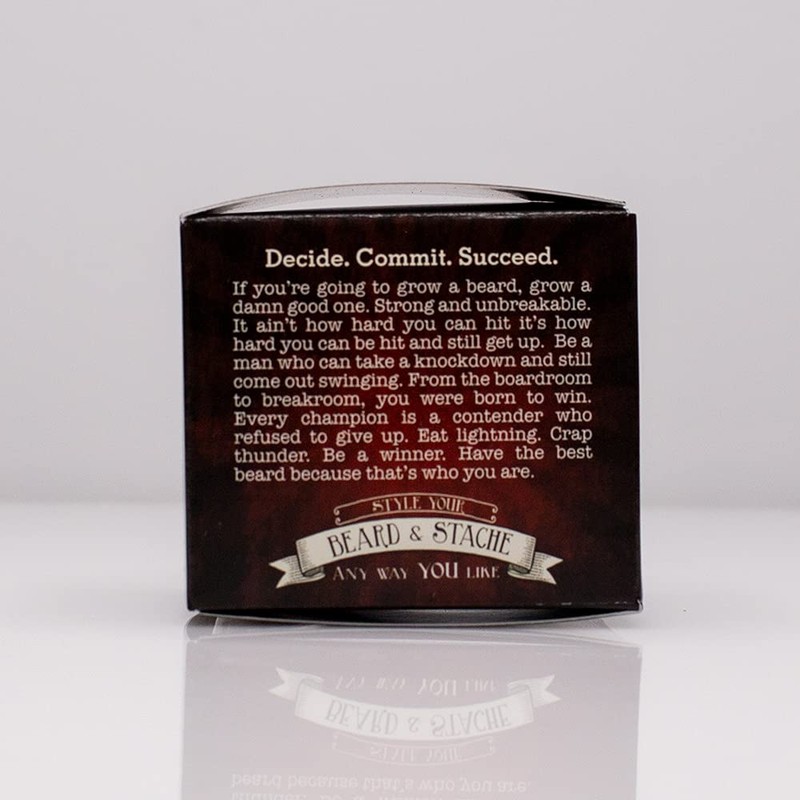 Decide. Commit. Succeed.
If you're going to grow a beard, grow a
damn good one. Strong and unbreakable.
It ain't how hard you can hit it's how
hard you can be hit and still get up. Be a
man who can take a knockdown and still
come out swinging. From the boardroom
to breakroom, you were born to win.
Every champion is a contender who
refused to give up. Eat lightning. Crap
thunder. Be a winner. Have the best
beard because that's who you are.
STYLE YOUR
BEARD & STACHE
ANY WAY YOU LIKE